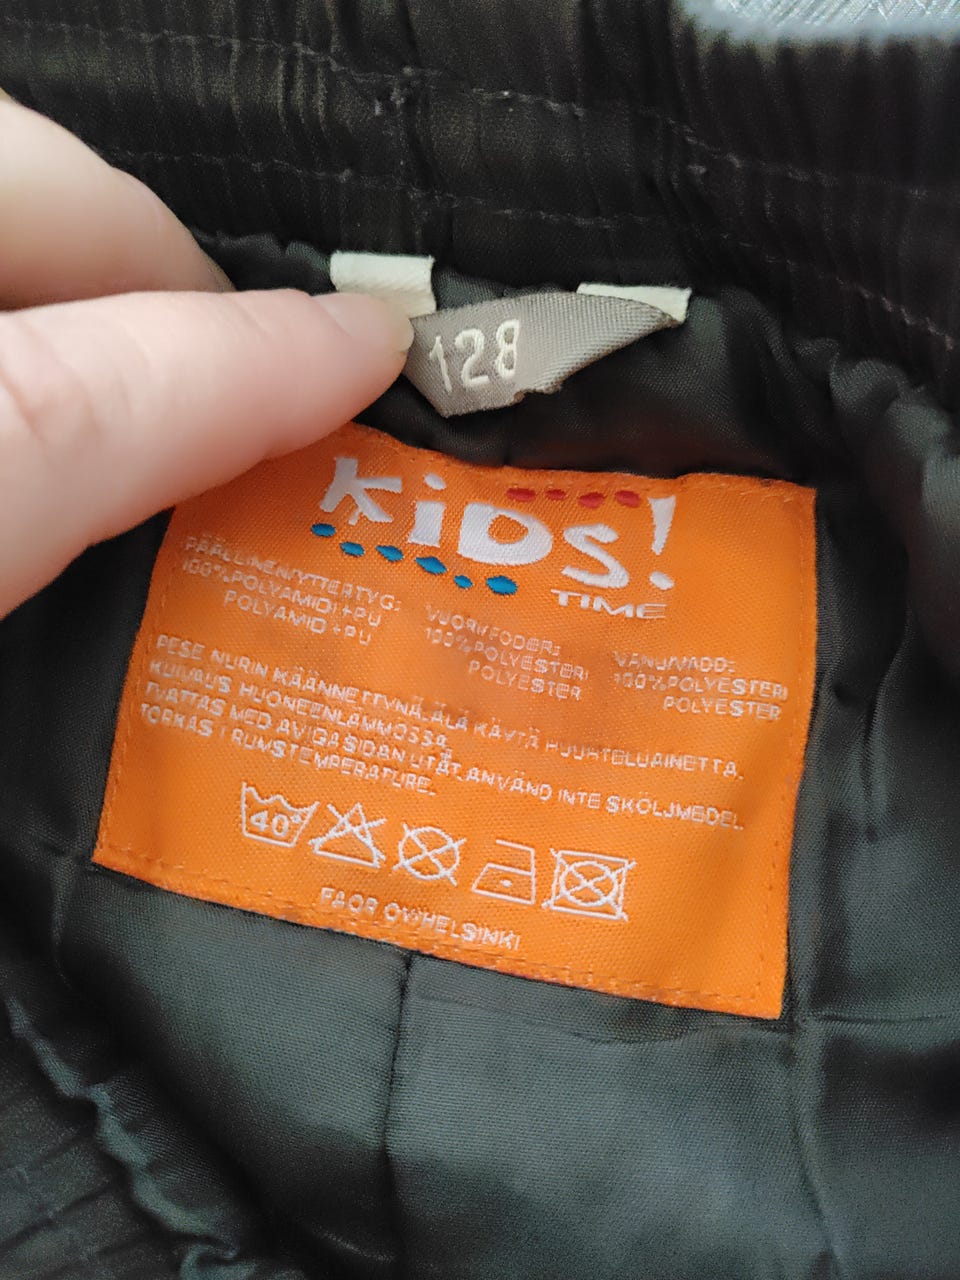 128
KiDS!
TIME
PÄÄLLINEN/YTTERTYG:
100%POLYAMIDI+PU
POLYAMID+PU
VUORI/FODER:
100%POLYESTERI
POLYESTER
VANU/VADD:
100%POLYESTERI
POLYESTER
PESE NURIN KÄÄNNETTYNÄ. ÄLÄ KÄYTÄ HUUHTELUAINETTA.
KUIVAUS HUONEENLÄMMÖSSÄ.
TVÄTTAS MED AVIGASIDAN UTÅT. ANVÄND INTE SKÖLJMEDEL.
TORKAS I RUMSTEMPERATURE.
40°
OY HELSINKI